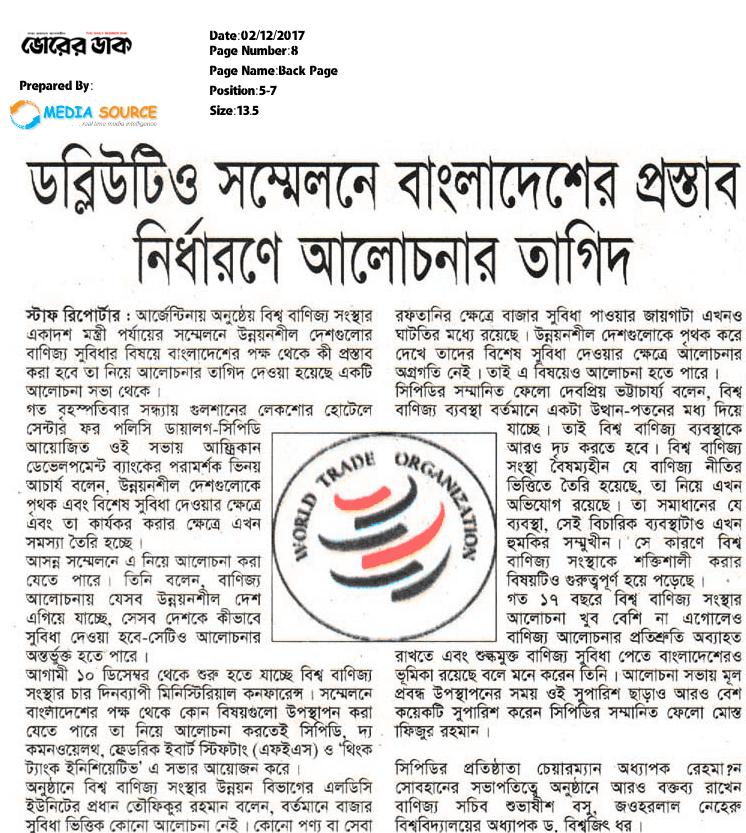 ভোরের ডাক
Date:02/12/2017
Page Number:8
Page Name:Back Page
Position:5-7
Size:13.5
Prepared By:
MEDIA SOURCE
real time media intelligence
ডব্লিউটিও সম্মেলনে বাংলাদেশের প্রস্তাব
নির্ধারণে আলোচনার তাগিদ
স্টাফ রিপোর্টার : আর্জেন্টিনায় অনুষ্ঠেয় বিশ্ব বাণিজ্য সংস্থার
একাদশ মন্ত্রী পর্যায়ের সম্মেলনে উন্নয়নশীল দেশগুলোর
বাণিজ্য সুবিধার বিষয়ে বাংলাদেশের পক্ষ থেকে কী প্রস্তাব
করা হবে তা নিয়ে আলোচনার তাগিদ দেওয়া হয়েছে একটি
আলোচনা সভা থেকে।
গত বৃহস্পতিবার সন্ধ্যায় গুলশানের লেকশোর হোটেলে
সেন্টার ফর পলিসি ডায়ালগ-সিপিডি
আয়োজিত ওই সভায় আফ্রিকান
ডেভেলপমেন্ট ব্যাংকের পরামর্শক ভিনয়
আচার্য বলেন, উন্নয়নশীল দেশগুলোকে
পৃথক এবং বিশেষ সুবিধা দেওয়ার ক্ষেত্রে
এবং তা কার্যকর করার ক্ষেত্রে এখন
সমস্যা তৈরি হচ্ছে।
আসন্ন সম্মেলনে এ নিয়ে আলোচনা করা
যেতে পারে। তিনি বলেন, বাণিজ্য
আলোচনায় যেসব উন্নয়নশীল দেশ
এগিয়ে যাচ্ছে, সেসব দেশকে কীভাবে
সুবিধা দেওয়া হবে-সেটিও আলোচনার
অন্তর্ভুক্ত হতে পারে।
আগামী ১০ ডিসেম্বর থেকে শুরু হতে যাচ্ছে বিশ্ব বাণিজ্য
সংস্থার চার দিনব্যাপী মিনিস্টিরিয়াল কনফারেন্স। সম্মেলনে
বাংলাদেশের পক্ষ থেকে কোন বিষয়গুলো উপস্থাপন করা
যেতে পারে তা নিয়ে আলোচনা করতেই সিপিডি, দ্য
কমনওয়েলথ, ফ্রেডরিক ইবার্ট স্টিফটাং (এফইএস) ও 'থিংক
ট্যাংক ইনিশিয়েটিভ' এ সভার আয়োজন করে।
অনুষ্ঠানে বিশ্ব বাণিজ্য সংস্থার উন্নয়ন বিভাগের এলডিসি
ইউনিটের প্রধান তৌফিকুর রহমান বলেন, বর্তমানে বাজার
সুবিধা ভিত্তিক কোনো আলোচনা নেই। কোনো পণ্য বা সেবা
রফতানির ক্ষেত্রে বাজার সুবিধা পাওয়ার জায়গাটা এখনও
ঘাটতির মধ্যে রয়েছে। উন্নয়নশীল দেশগুলোকে পৃথক করে
দেখে তাদের বিশেষ সুবিধা দেওয়ার ক্ষেত্রে আলোচনার
অগ্রগতি নেই। তাই এ বিষয়েও আলোচনা হতে পারে।
সিপিডির সম্মানিত ফেলো দেবপ্রিয় ভট্টাচার্য্য বলেন, বিশ্ব
বাণিজ্য ব্যবস্থা বর্তমানে একটা উত্থান-পতনের মধ্য দিয়ে
যাচ্ছে। তাই বিশ্ব বাণিজ্য ব্যবস্থাকে
আরও দৃঢ় করতে হবে। বিশ্ব বাণিজ্য
সংস্থা বৈষম্যহীন যে বাণিজ্য নীতির
ভিত্তিতে তৈরি হয়েছে, তা নিয়ে এখন
অভিযোগ রয়েছে। তা সমাধানের যে
ব্যবস্থা, সেই বিচারিক ব্যবস্থাটাও এখন
হুমকির সম্মুখীন। সে কারণে বিশ্ব
বাণিজ্য সংস্থাকে শক্তিশালী করার
বিষয়টিও গুরুত্বপূর্ণ হয়ে পড়েছে।
গত ১৭ বছরে বিশ্ব বাণিজ্য সংস্থার
আলোচনা খুব বেশি না এগোলেও
বাণিজ্য আলোচনার প্রতিশ্রুতি অব্যাহত
রাখতে এবং শুল্কমুক্ত বাণিজ্য সুবিধা পেতে বাংলাদেশেরও
ভূমিকা রয়েছে বলে মনে করেন তিনি। আলোচনা সভায় মূল
প্রবন্ধ উপস্থাপনের সময় ওই সুপারিশ ছাড়াও আরও বেশ
কয়েকটি সুপারিশ করেন সিপিডির সম্মানিত ফেলো মোস্ত
াফিজুর রহমান।
সিপিডির প্রতিষ্ঠাতা চেয়ারম্যান অধ্যাপক রেহমান
সোবহানের সভাপতিত্বে অনুষ্ঠানে আরও বক্তব্য রাখেন
বাণিজ্য সচিব শুভাষীশ বসু, জওহরলাল নেহেরু
বিশ্ববিদ্যালয়ের অধ্যাপক ড. বিশ্বজিৎ ধর।
WORLD TRADE ORGANIZATION